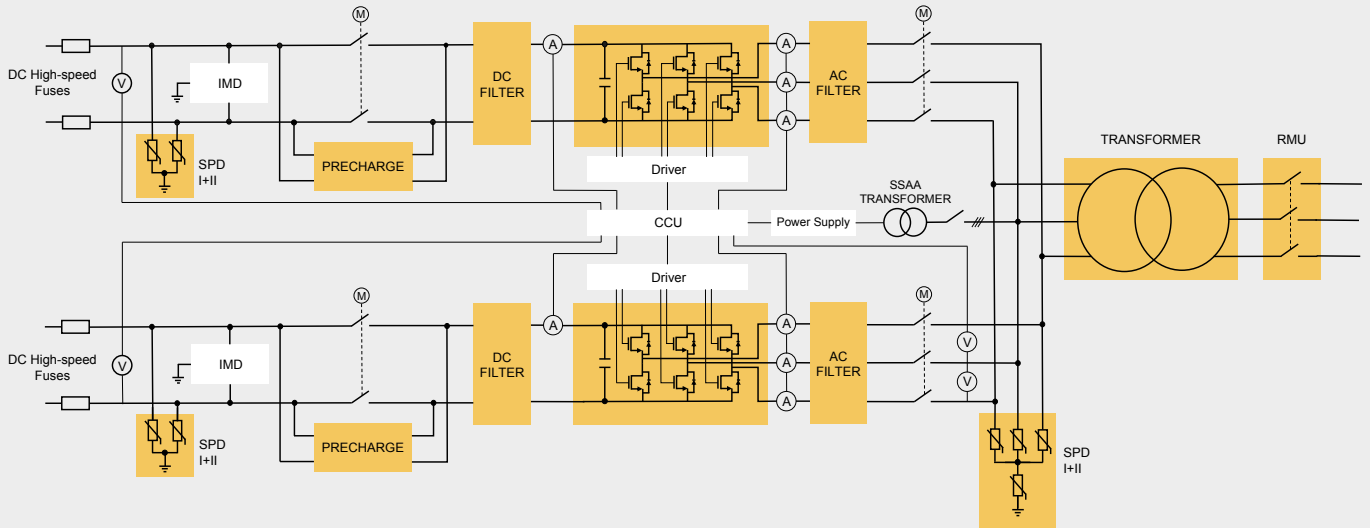 M
M
DC High-speed
Fuses
V
IMD
SPD
I+II
PRECHARGE
DC
FILTER
A
A
A
A
AC
FILTER
Driver
CCU
Power Supply
SSAA
TRANSFORMER
TRANSFORMER
RMU
Driver
M
M
DC High-speed
Fuses
V
IMD
SPD
I+II
PRECHARGE
DC
FILTER
A
A
A
A
AC
FILTER
V
V
SPD
I+II